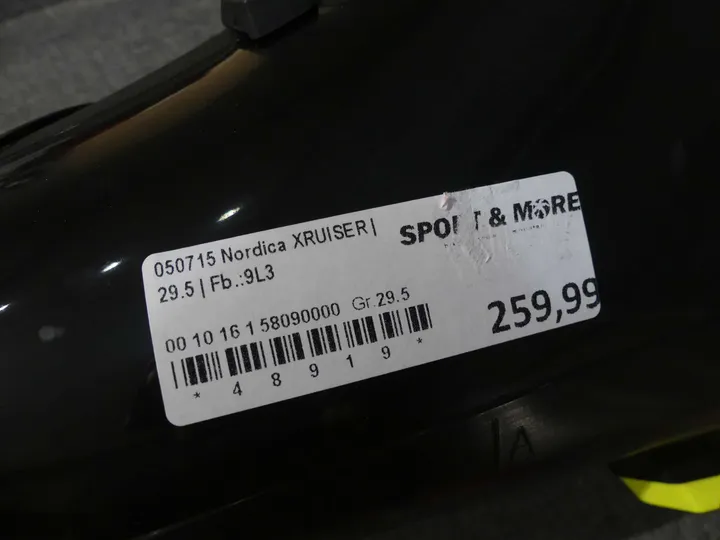 050715 Nordica XRUISER|
29.5 | Fb.:9L3
SPORT & MORE
00 10 16 1 58090000 Gr.29.5
259,99
* 4 8 9 1 9 *
IA